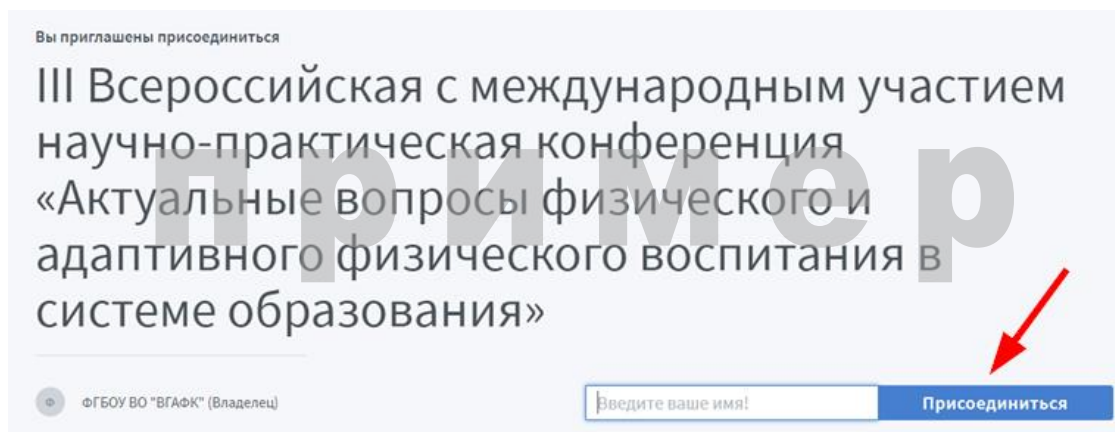 Вы приглашены присоединиться
III Всероссийская с международным участием
научно-практическая конференция
«Актуальные вопросы физического и
адаптивного физического воспитания в
системе образования»
пример
Ф
ФГБОУ ВО "ВГАФК" (Владелец)
Введите ваше имя!
Присоединиться